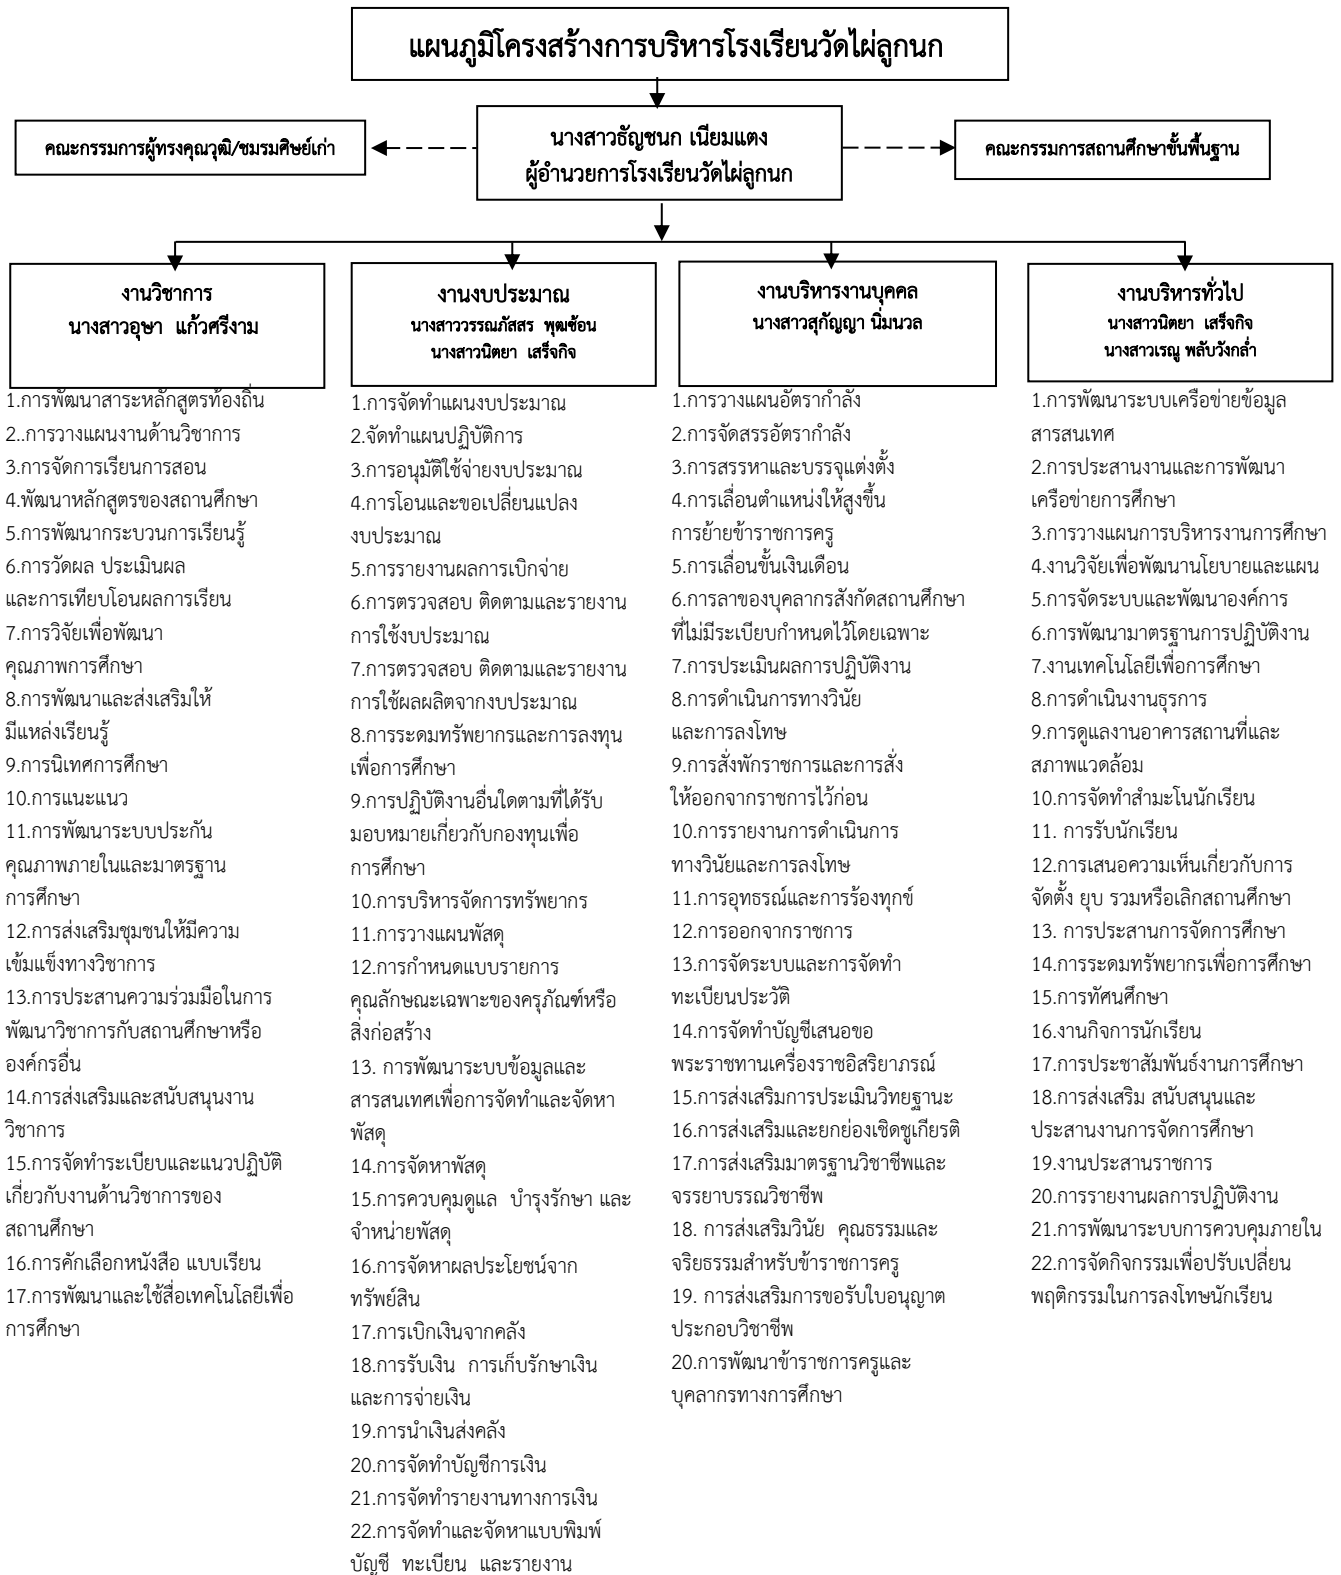 แผนภูมิโครงสร้างการบริหารโรงเรียนวัดไผ่ลูกนก
คณะกรรมการผู้ทรงคุณวุฒิ/ชมรมศิษย์เก่า
นางสาวธัญชนก เนียมแตง
ผู้อำนวยการโรงเรียนวัดไผ่ลูกนก
คณะกรรมการสถานศึกษาขั้นพื้นฐาน
งานวิชาการ
นางสาวอุษา  แก้วศรีงาม
1.การพัฒนาสาระหลักสูตรท้องถิ่น
2..การวางแผนงานด้านวิชาการ
3.การจัดการเรียนการสอน
4.พัฒนาหลักสูตรของสถานศึกษา
5.การพัฒนากระบวนการเรียนรู้
6.การวัดผล ประเมินผล
และการเทียบโอนผลการเรียน
7.การวิจัยเพื่อพัฒนา
คุณภาพการศึกษา
8.การพัฒนาและส่งเสริมให้
มีแหล่งเรียนรู้
9.การนิเทศการศึกษา
10.การแนะแนว
11.การพัฒนาระบบประกัน
คุณภาพภายในและมาตรฐาน
การศึกษา
12.การส่งเสริมชุมชนให้มีความ
เข้มแข็งทางวิชาการ
13.การประสานความร่วมมือในการ
พัฒนาวิชาการกับสถานศึกษาหรือ
องค์กรอื่น
14.การส่งเสริมและสนับสนุนงาน
วิชาการ
15.การจัดทำระเบียบและแนวปฏิบัติ
เกี่ยวกับงานด้านวิชาการของ
สถานศึกษา
16.การคักเลือกหนังสือ แบบเรียน
17.การพัฒนาและใช้สื่อเทคโนโลยีเพื่อ
การศึกษา
งานงบประมาณ
นางสาววรรณภัสสร  พุฒซ้อน
นางสาวนิตยา  เสร็จกิจ
1.การจัดทำแผนงบประมาณ
2.จัดทำแผนปฏิบัติการ
3.การอนุมัติใช้จ่ายงบประมาณ
4.การโอนและขอเปลี่ยนแปลง
งบประมาณ
5.การรายงานผลการเบิกจ่าย
6.การตรวจสอบ ติดตามและรายงาน
การใช้งบประมาณ
7.การตรวจสอบ ติดตามและรายงาน
การใช้ผลผลิตจากงบประมาณ
8.การระดมทรัพยากรและการลงทุน
เพื่อการศึกษา
9.การปฏิบัติงานอื่นใดตามที่ได้รับ
มอบหมายเกี่ยวกับกองทุนเพื่อ
การศึกษา
10.การบริหารจัดการทรัพยากร
11.การวางแผนพัสดุ
12.การกำหนดแบบรายการ
คุณลักษณะเฉพาะของครุภัณฑ์หรือ
สิ่งก่อสร้าง
13. การพัฒนาระบบข้อมูลและ
สารสนเทศเพื่อการจัดทำและจัดหา
พัสดุ
14.การจัดหาพัสดุ
15.การควบคุมดูแล  บำรุงรักษา และ
จำหน่ายพัสดุ
16.การจัดหาผลประโยชน์จาก
ทรัพย์สิน
17.การเบิกเงินจากคลัง
18.การรับเงิน  การเก็บรักษาเงิน
และการจ่ายเงิน
19.การนำเงินส่งคลัง
20.การจัดทำบัญชีการเงิน
21.การจัดทำรายงานทางการเงิน
22.การจัดทำและจัดหาแบบพิมพ์
บัญชี  ทะเบียน  และรายงาน
งานบริหารงานบุคคล
นางสาวสุกัญญา นิ่มนวล
1.การวางแผนอัตรากำลัง
2.การจัดสรรอัตรากำลัง
3.การสรรหาและบรรจุแต่งตั้ง
4.การเลื่อนตำแหน่งให้สูงขึ้น
การย้ายข้าราชการครู
5.การเลื่อนขั้นเงินเดือน
6.การลาของบุคลากรสังกัดสถานศึกษา
ที่ไม่มีระเบียบกำหนดไว้โดยเฉพาะ
7.การประเมินผลการปฏิบัติงาน
8.การดำเนินการทางวินัย
และการลงโทษ
9.การสั่งพักราชการและการสั่ง
ให้ออกจากราชการไว้ก่อน
10.การรายงานการดำเนินการ
ทางวินัยและการลงโทษ
11.การอุทธรณ์และการร้องทุกข์
12.การออกจากราชการ
13.การจัดระบบและการจัดทำ
ทะเบียนประวัติ
14.การจัดทำบัญชีเสนอขอ
พระราชทานเครื่องราชอิสริยาภรณ์
15.การส่งเสริมการประเมินวิทยฐานะ
16.การส่งเสริมและยกย่องเชิดชูเกียรติ
17.การส่งเสริมมาตรฐานวิชาชีพและ
จรรยาบรรณวิชาชีพ
18. การส่งเสริมวินัย  คุณธรรมและ
จริยธรรมสำหรับข้าราชการครู
19. การส่งเสริมการขอรับใบอนุญาต
ประกอบวิชาชีพ
20.การพัฒนาข้าราชการครูและ
บุคลากรทางการศึกษา
งานบริหารทั่วไป
นางสาวนิตยา  เสร็จกิจ
นางสาวเรณู พลับวังกล่ำ
1.การพัฒนาระบบเครือข่ายข้อมูล
สารสนเทศ
2.การประสานงานและการพัฒนา
เครือข่ายการศึกษา
3.การวางแผนการบริหารงานการศึกษา
4.งานวิจัยเพื่อพัฒนานโยบายและแผน
5.การจัดระบบและพัฒนาองค์การ
6.การพัฒนามาตรฐานการปฏิบัติงาน
7.งานเทคโนโลยีเพื่อการศึกษา
8.การดำเนินงานธุรการ
9.การดูแลงานอาคารสถานที่และ
สภาพแวดล้อม
10.การจัดทำสำมะโนนักเรียน
11. การรับนักเรียน
12.การเสนอความเห็นเกี่ยวกับการ
จัดตั้ง ยุบ รวมหรือเลิกสถานศึกษา
13. การประสานการจัดการศึกษา
14.การระดมทรัพยากรเพื่อการศึกษา
15.การทัศนศึกษา
16.งานกิจการนักเรียน
17.การประชาสัมพันธ์งานการศึกษา
18.การส่งเสริม สนับสนุนและ
ประสานงานการจัดการศึกษา
19.งานประสานราชการ
20.การรายงานผลการปฏิบัติงาน
21.การพัฒนาระบบการควบคุมภายใน
22.การจัดกิจกรรมเพื่อปรับเปลี่ยน
พฤติกรรมในการลงโทษนักเรียน